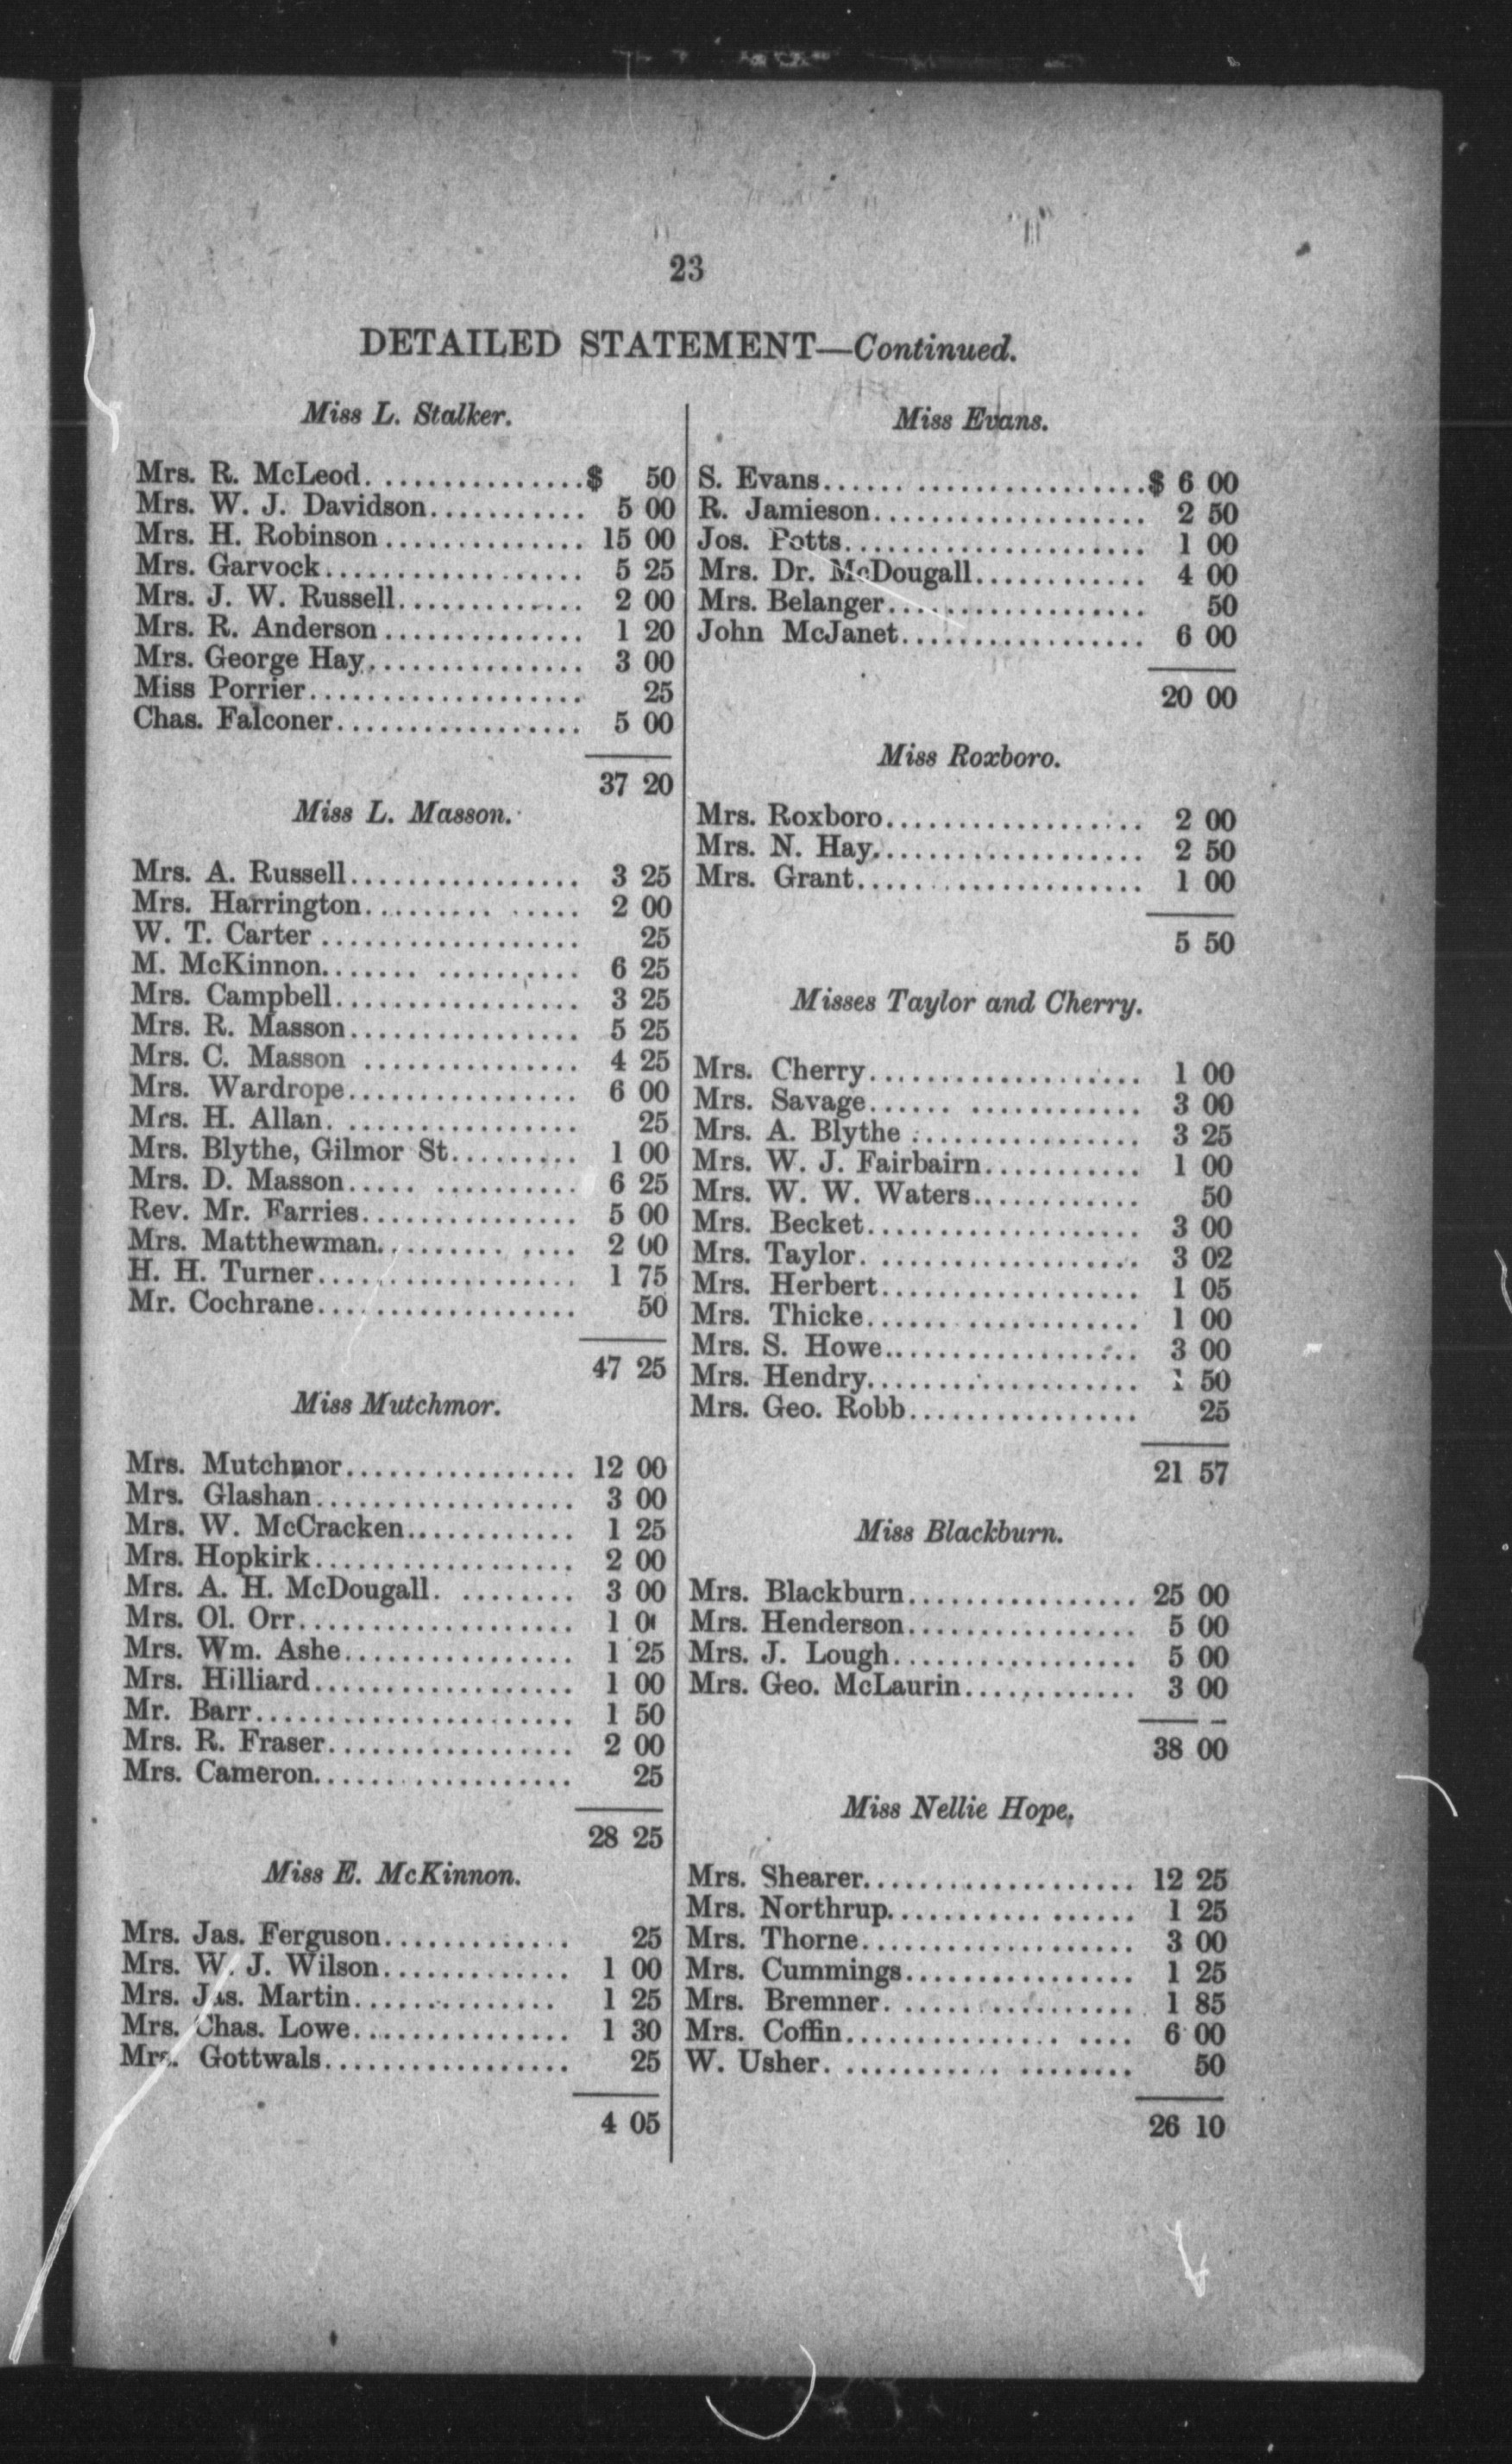 23
DETAILED STATEMENT—Continued.
Miss L. Stalker.
Mrs. R. McLeod................$ 50
Mrs. W. J. Davidson........... 5 00
Mrs. H. Robinson.............. 15 00
Mrs. Garvock.................. 5 25
Mrs. J. W. Russell............. 2 00
Mrs. R. Anderson.............. 1 20
Mrs. George Hay............... 3 00
Miss Porrier................... 25
Chas. Falconer................. 5 00
37 20
Miss L. Masson.
Mrs. A. Russell................ 3 25
Mrs. Harrington............... 2 00
W. T. Carter .................. 25
M. McKinnon.................. 6 25
Mrs. Campbell................. 3 25
Mrs. R. Masson................ 5 25
Mrs. C. Masson ............... 4 25
Mrs. Wardrope................ 6 00
Mrs. H. Allan. ................ 25
Mrs. Blythe, Gilmor St......... 1 00
Mrs. D. Masson..... .......... 6 25
Rev. Mr. Farries............... 5 00
Mrs. Matthewman......... .... 2 00
H. H. Turner.................. 1 75
Mr. Cochrane.................. 50
47 25
Miss Mutchmor.
Mrs. Mutchmor................ 12 00
Mrs. Glashan.................. 3 00
Mrs. W. McCracken............ 1 25
Mrs. Hopkirk.................. 2 00
Mrs. A. H. McDougall. ........ 3 00
Mrs. Ol. Orr................... 1 00
Mrs. Wm. Ashe................ 1 25
Mrs. Hilliard.................. 1 00
Mr. Barr...................... 1 50
Mrs. R. Fraser................. 2 00
Mrs. Cameron.................. 25
28 25
Miss E. McKinnon.
Mrs. Jas. Ferguson............. 25
Mrs. W. J. Wilson............. 1 00
Mrs. Jas. Martin.............. 1 25
Mrs. Chas. Lowe............... 1 30
Mrs. Gottwals................. 25
4 05
Miss Evans.
S. Evans...... ................$ 6 00
R. Jamieson................... 2 50
Jos. Potts..................... 1 00
Mrs. Dr. McDougall............ 4 00
Mrs. Belanger.................. 50
John McJanet................. 6 00
20 00
Miss Roxboro.
Mrs. Roxboro.................. 2 00
Mrs. N. Hay................... 2 50
Mrs. Grant.................... 1 00
5 50
Misses Taylor and Cherry.
Mrs. Cherry................... 1 00
Mrs. Savage...... ............ 3 00
Mrs. A. Blythe ................ 3 25
Mrs. W. J. Fairbairn........... 1 00
Mrs. W. W. Waters............ 50
Mrs. Becket................... 3 00
Mrs. Taylor. .................. 3 02
Mrs. Herbert.................. 1 05
Mrs. Thicke................... 1 00
Mrs. S. Howe.................. 3 00
Mrs. Hendry................... 1 50
Mrs. Geo. Robb................ 25
21 57
Miss Blackburn.
Mrs. Blackburn................ 25 00
Mrs. Henderson................ 5 00
Mrs. J. Lough................. 5 00
Mrs. Geo. McLaurin............ 3 00
38 00
Miss Nellie Hope.
Mrs. Shearer................... 12 25
Mrs. Northrup........... ...... 1 25
Mrs. Thorne................... 3 00
Mrs. Cummings................ 1 25
Mrs. Bremner. ................ 1 85
Mrs. Coffin............... .... 6 00
W. Usher. ........... ........ 50
26 10